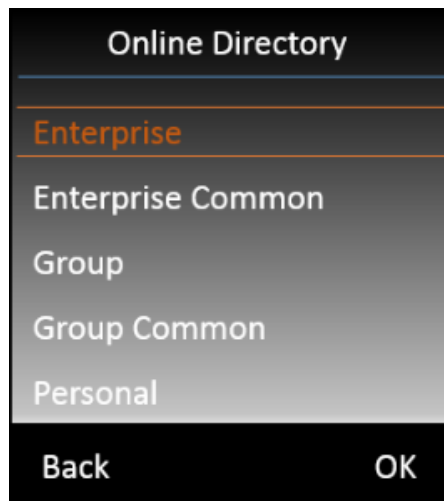 Online Directory
Enterprise
Enterprise Common
Group
Group Common
Personal
Back OK